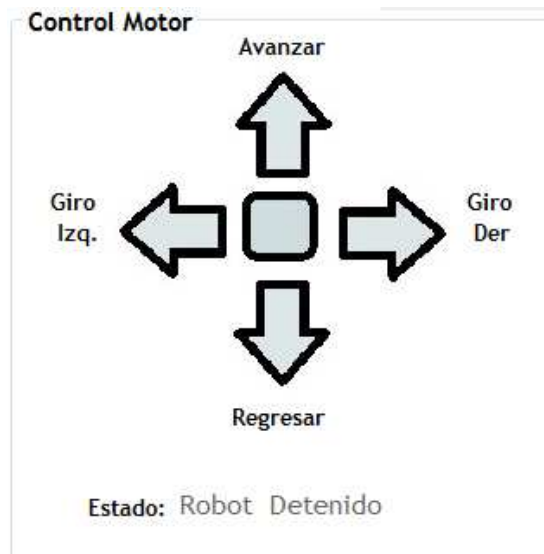 Control Motor
Avanzar
Giro
Izq.
Giro
Der
Regresar
Estado: Robot Detenido